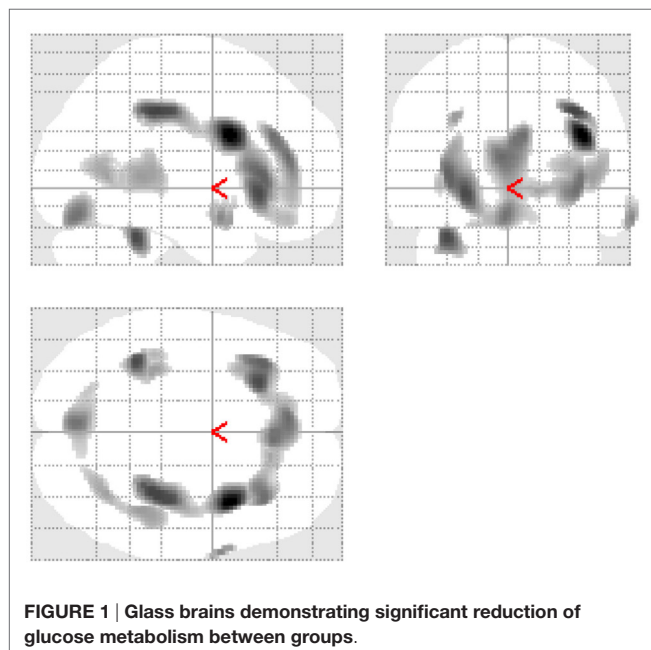 FIGURE 1 | Glass brains demonstrating significant reduction of
glucose metabolism between groups.